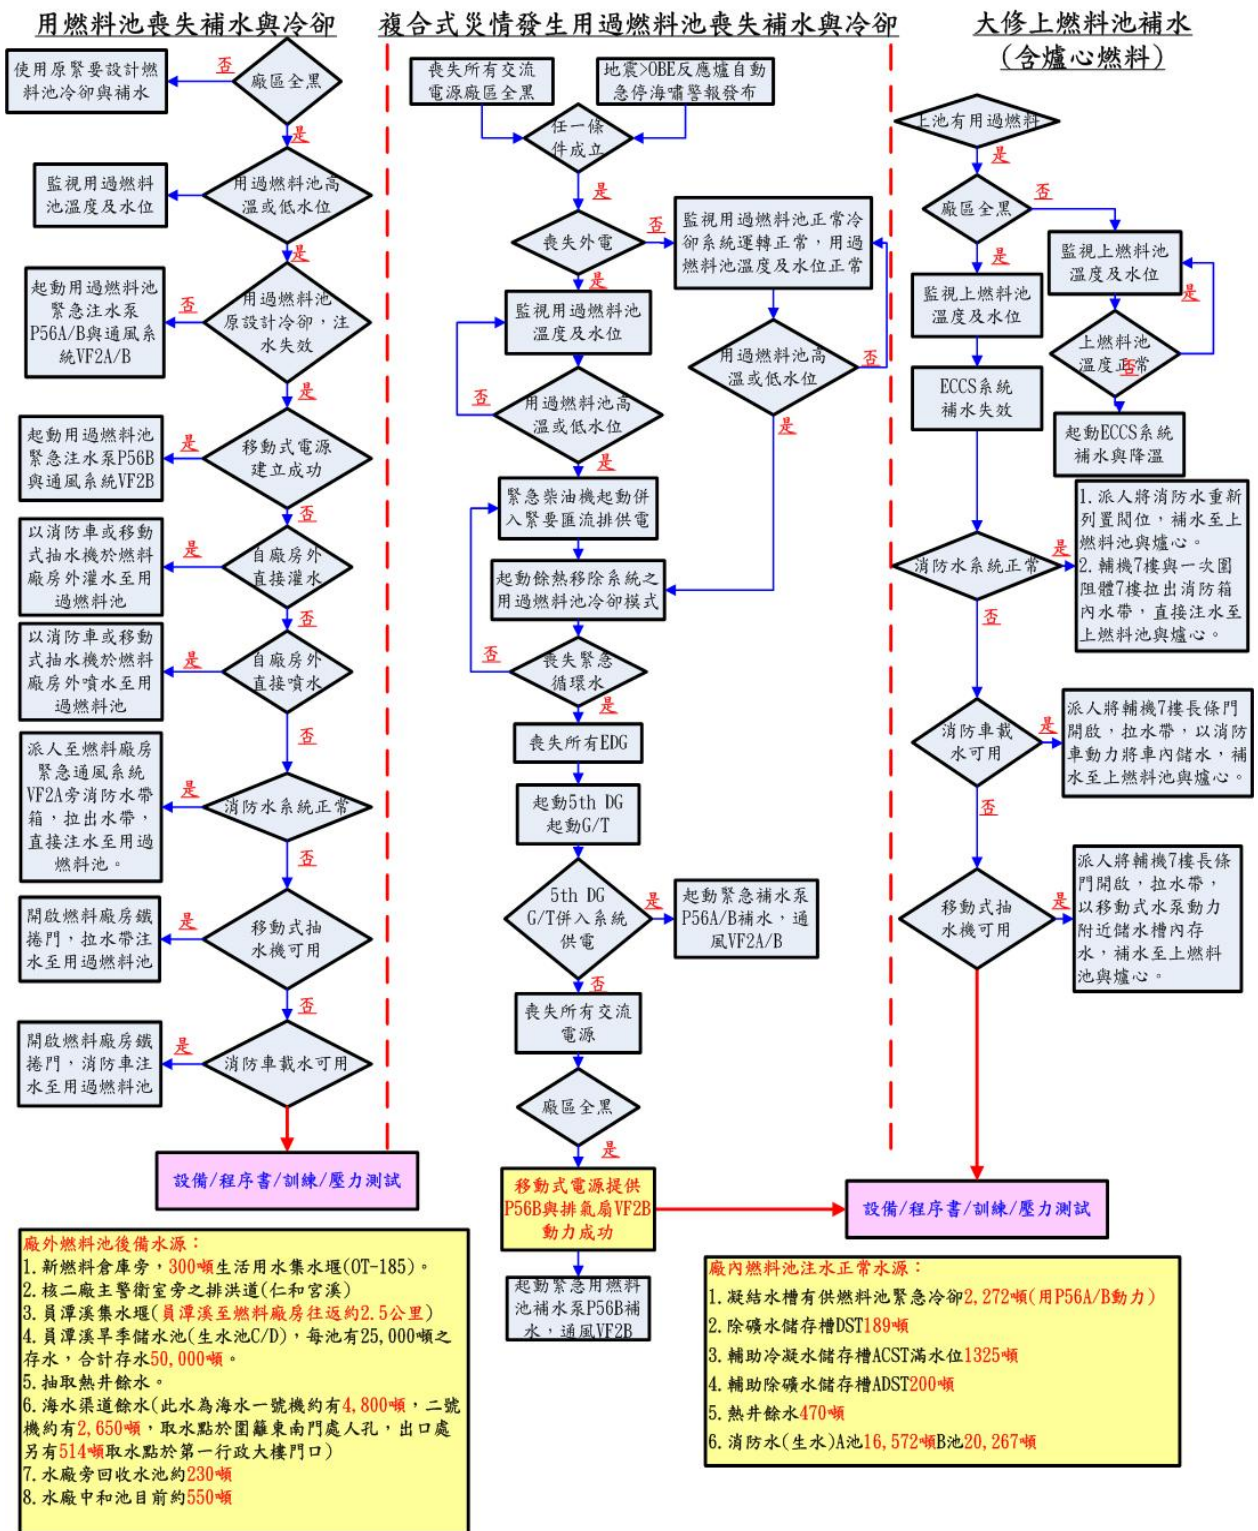 用燃料池喪失補水與冷卻
廠區全黑
否
使用原緊要設計燃
料池冷卻與補水
是
用過燃料池高
溫或低水位
監視用過燃料
池溫度及水位
是
用過燃料池
原設計冷卻，注
水失效
否
起動用過燃料池
緊急注水泵
P56A/B與通風系
統VF2A/B
是
移動式電源
建立成功
是
起動用過燃料池
緊急注水泵P56B
與通風系統VF2B
否
自廠房外
直接灌水
是
以消防車或移動
式抽水機於燃料
廠房外灌水至用
過燃料池
否
自廠房外
直接噴水
是
以消防車或移動
式抽水機於燃料
廠房外噴水至用
過燃料池
否
消防水系統正常
是
派人至燃料廠房
緊急通風系統
VF2A旁消防水帶
箱，拉出水帶，
直接注水至用過
燃料池。
否
移動式抽
水機可用
是
開啟燃料廠房鐵
捲門，拉水帶注
水至用過燃料池
否
消防車載水可用
是
開啟燃料廠房鐵
捲門，消防車注
水至用過燃料池
設備/程序書/訓練/壓力測試
廠外燃料池後備水源：
1. 新燃料倉庫旁，300噸生活用水集水堰(OT-185)。
2. 核二廠主警衛室旁之排洪道(仁和宮溪)
3. 員潭溪集水堰(員潭溪至燃料廠房往返約2.5公里)
4. 員潭溪旱季儲水池(生水池C/D)，每池有25,000噸之
存水，合計存水50,000噸。
5. 抽取熱井餘水。
6. 海水渠道餘水(此水為海水一號機約有4,800噸，二號
機約有2,650噸，取水點於圍籬東南門處人孔，出口處
另有514噸取水點於第一行政大樓門口)
7. 水廠旁回收水池約230噸
8. 水廠中和池目前約550噸
複合式災情發生用過燃料池喪失補水與冷卻
喪失所有交流
電源廠區全黑
地震>OBE反應爐自動
急停海嘯警報發布
任一條
件成立
是
喪失外電
否
監視用過燃料池正常冷
卻系統運轉正常，用過
燃料池溫度及水位正常
是
監視用過燃料池
溫度及水位
用過燃料池高
溫或低水位
否
是
用過燃料池高
溫或低水位
否
是
緊急柴油機起動併
入緊要匯流排供電
起動餘熱移除系統之
用過燃料池冷卻模式
喪失緊急
循環水
否
是
喪失所有EDG
起動5th DG
起動G/T
5th DG
G/T併入系統
供電
是
起動緊急補水泵
P56A/B補水，通
風VF2A/B
否
喪失所有交流
電源
廠區全黑
是
移動式電源提供
P56B與排氣扇VF2B
動力成功
起動緊急用燃料
池補水泵P56B補
水，通風VF2B
大修上燃料池補水
(含爐心燃料)
上池有用過燃料
是
廠區全黑
否
監視上燃料池
溫度及水位
是
上燃料池
溫度正常
否
起動ECCS系統
補水與降溫
是
監視上燃料池
溫度及水位
ECCS系統
補水失效
消防水系統正常
是
1. 派人將消防水重新
列置閥位，補水至上
燃料池與爐心。
2. 輔機7樓與一次圍
阻體7樓拉出消防箱
內水帶，直接注水至
上燃料池與爐心。
否
消防車載
水可用
是
派人將輔機7樓長條門
開啟，拉水帶，以消防
車動力將車內儲水，補
水至上燃料池與爐心。
否
移動式抽
水機可用
是
派人將輔機7樓長條
門開啟，拉水帶，
以移動式水泵動力
附近儲水槽內存
水，補水至上燃料
池與爐心。
設備/程序書/訓練/壓力測試
廠內燃料池注水正常水源：
1. 凝結水槽有供燃料池緊急冷卻2,272噸(用P56A/B動力)
2. 除礦水儲存槽DST189噸
3. 輔助冷凝水儲存槽ACST滿水位1325噸
4. 輔助除礦水儲存槽ADST200噸
5. 熱井餘水470噸
6. 消防水(生水)A池16,572噸B池20,267噸